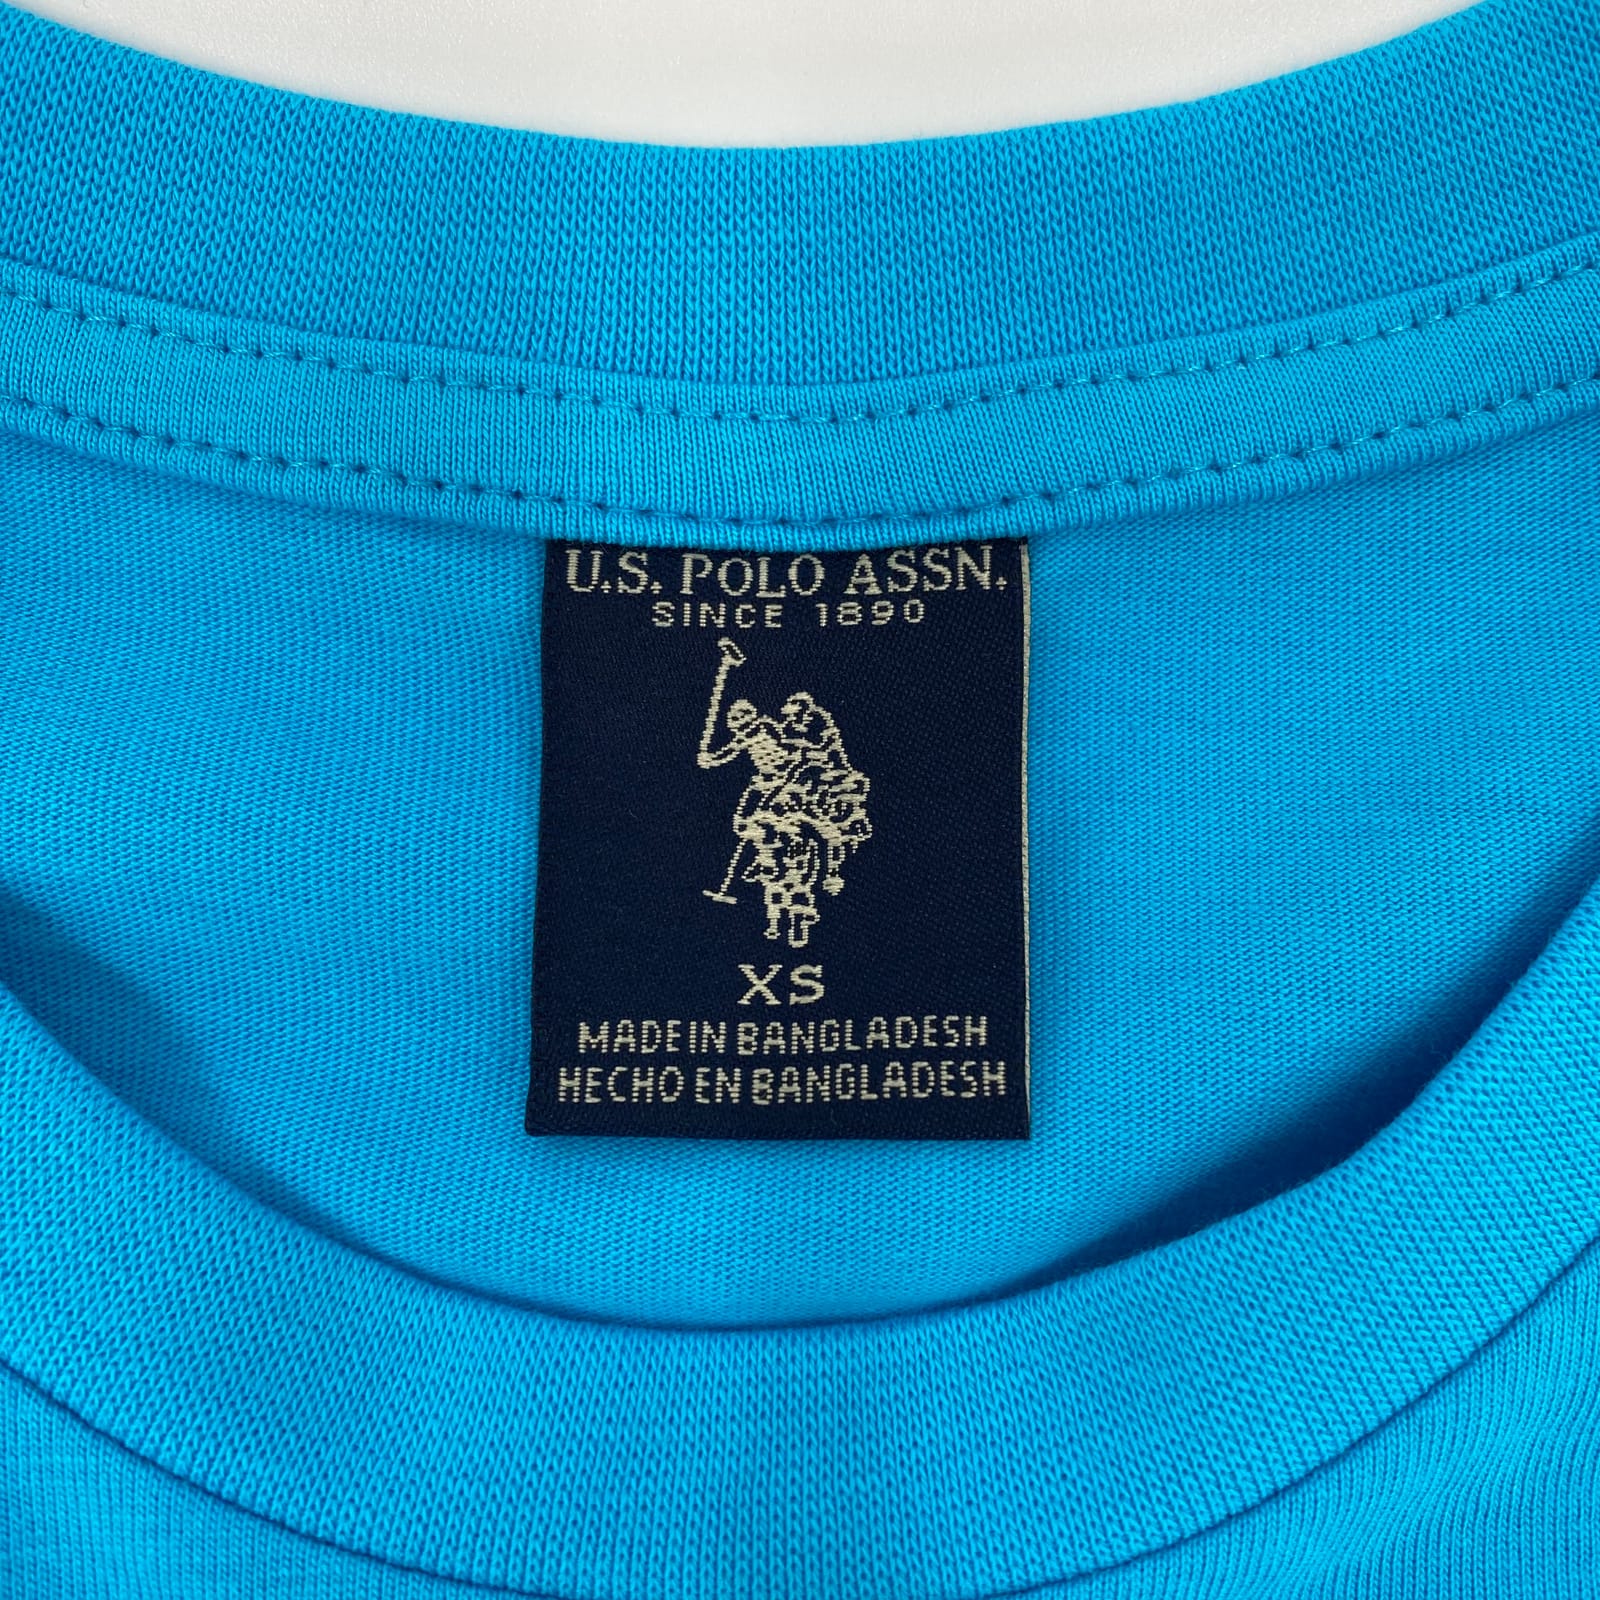 U.S. POLO ASSN.
SINCE 1890
XS
MADE IN BANGLADESH
HECHO EN BANGLADESH